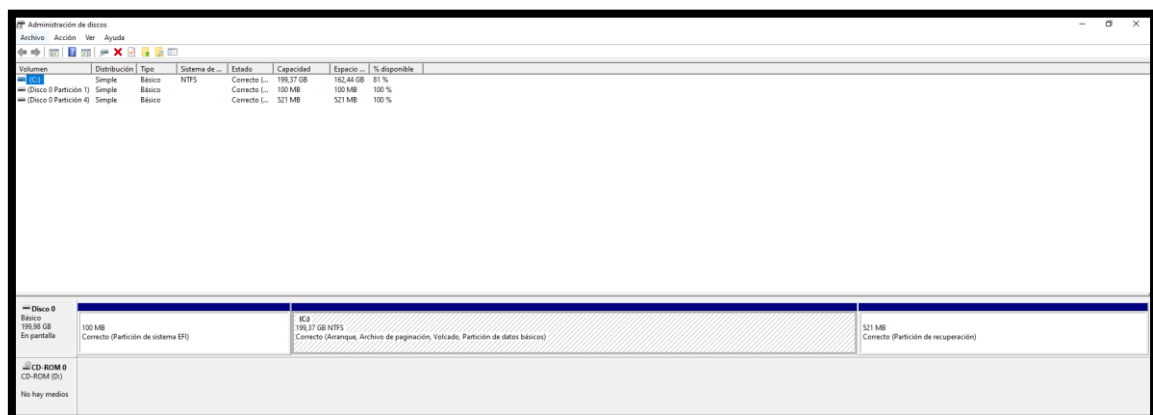 Administración de discos
Archivo Acción Ver Ayuda
Volumen Distribución Tipo Sistema de ... Estado Capacidad Espacio ... % disponible
(C:) Simple Básico NTFS Correcto (... 199,37 GB 162,44 GB 81 %
(Disco 0 Partición 1) Simple Básico Correcto (... 100 MB 100 MB 100 %
(Disco 0 Partición 4) Simple Básico Correcto (... 521 MB 521 MB 100 %
Disco 0
Básico
199,98 GB
En pantalla
100 MB
Correcto (Partición de sistema EFI)
(C:)
199,37 GB NTFS
Correcto (Arranque, Archivo de paginación, Volcado, Partición de datos básicos)
521 MB
Correcto (Partición de recuperación)
CD-ROM 0
CD-ROM (D:)
No hay medios